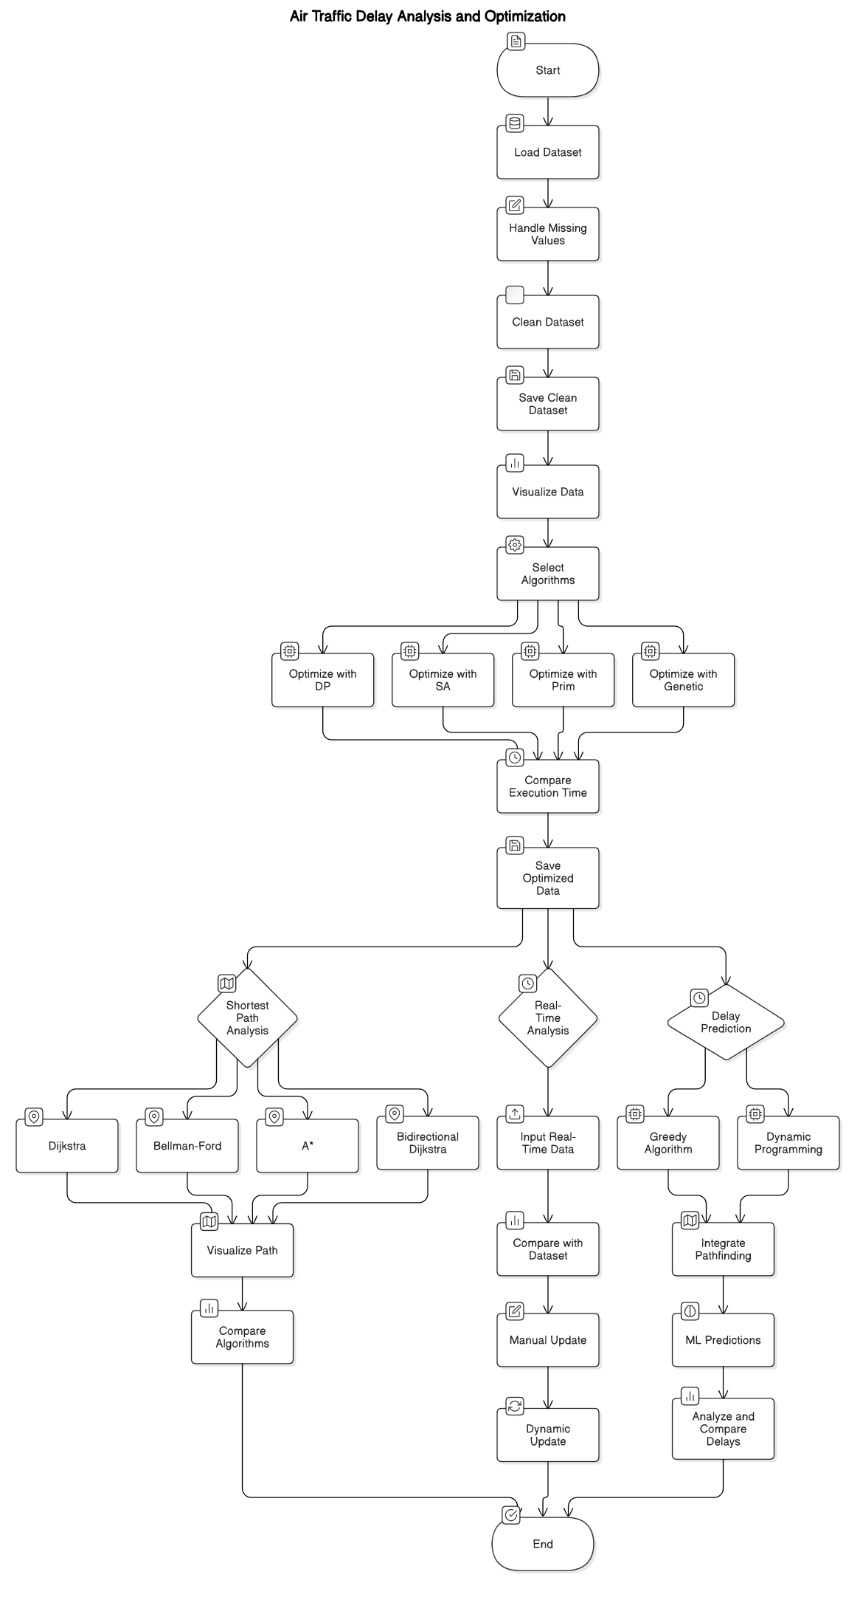 Air Traffic Delay Analysis and Optimization
Start
Load Dataset
Handle Missing
Values
Clean Dataset
Save Clean
Dataset
Visualize Data
Select
Algorithms
Optimize with
DP
Optimize with
SA
Optimize with
Prim
Optimize with
Genetic
Compare
Execution Time
Save
Optimized
Data
Shortest
Path
Analysis
Real-
Time
Analysis
Delay
Prediction
Dijkstra
Bellman-Ford
A*
Bidirectional
Dijkstra
Input Real-
Time Data
Greedy
Algorithm
Dynamic
Programming
Visualize Path
Compare with
Dataset
Integrate
Pathfinding
Compare
Algorithms
Manual Update
ML Predictions
Dynamic
Update
Analyze and
Compare
Delays
End